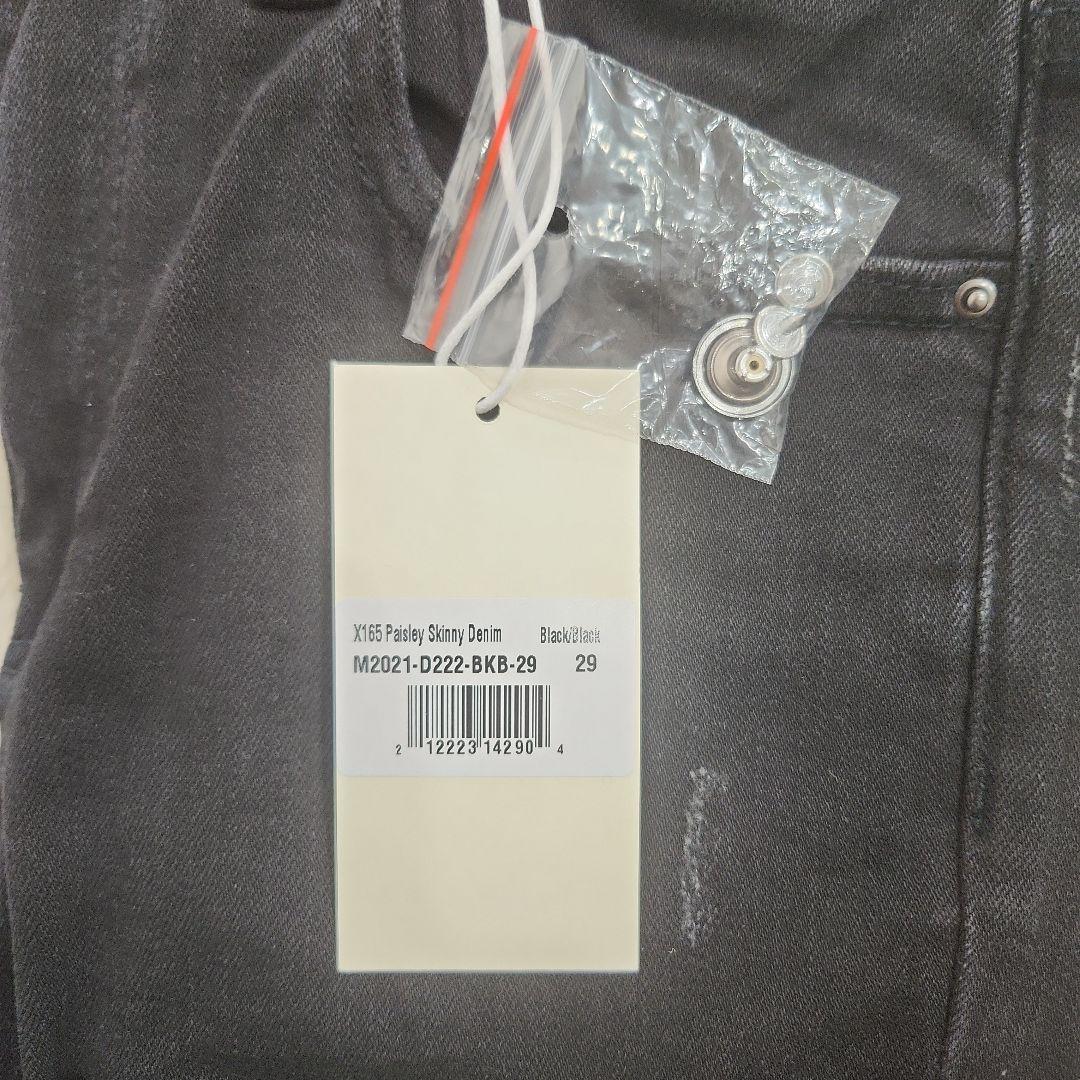 X165 Paisley Skinny Denim Black/Black
M2021-D222-BKB-29 29
2 12223 14290 4